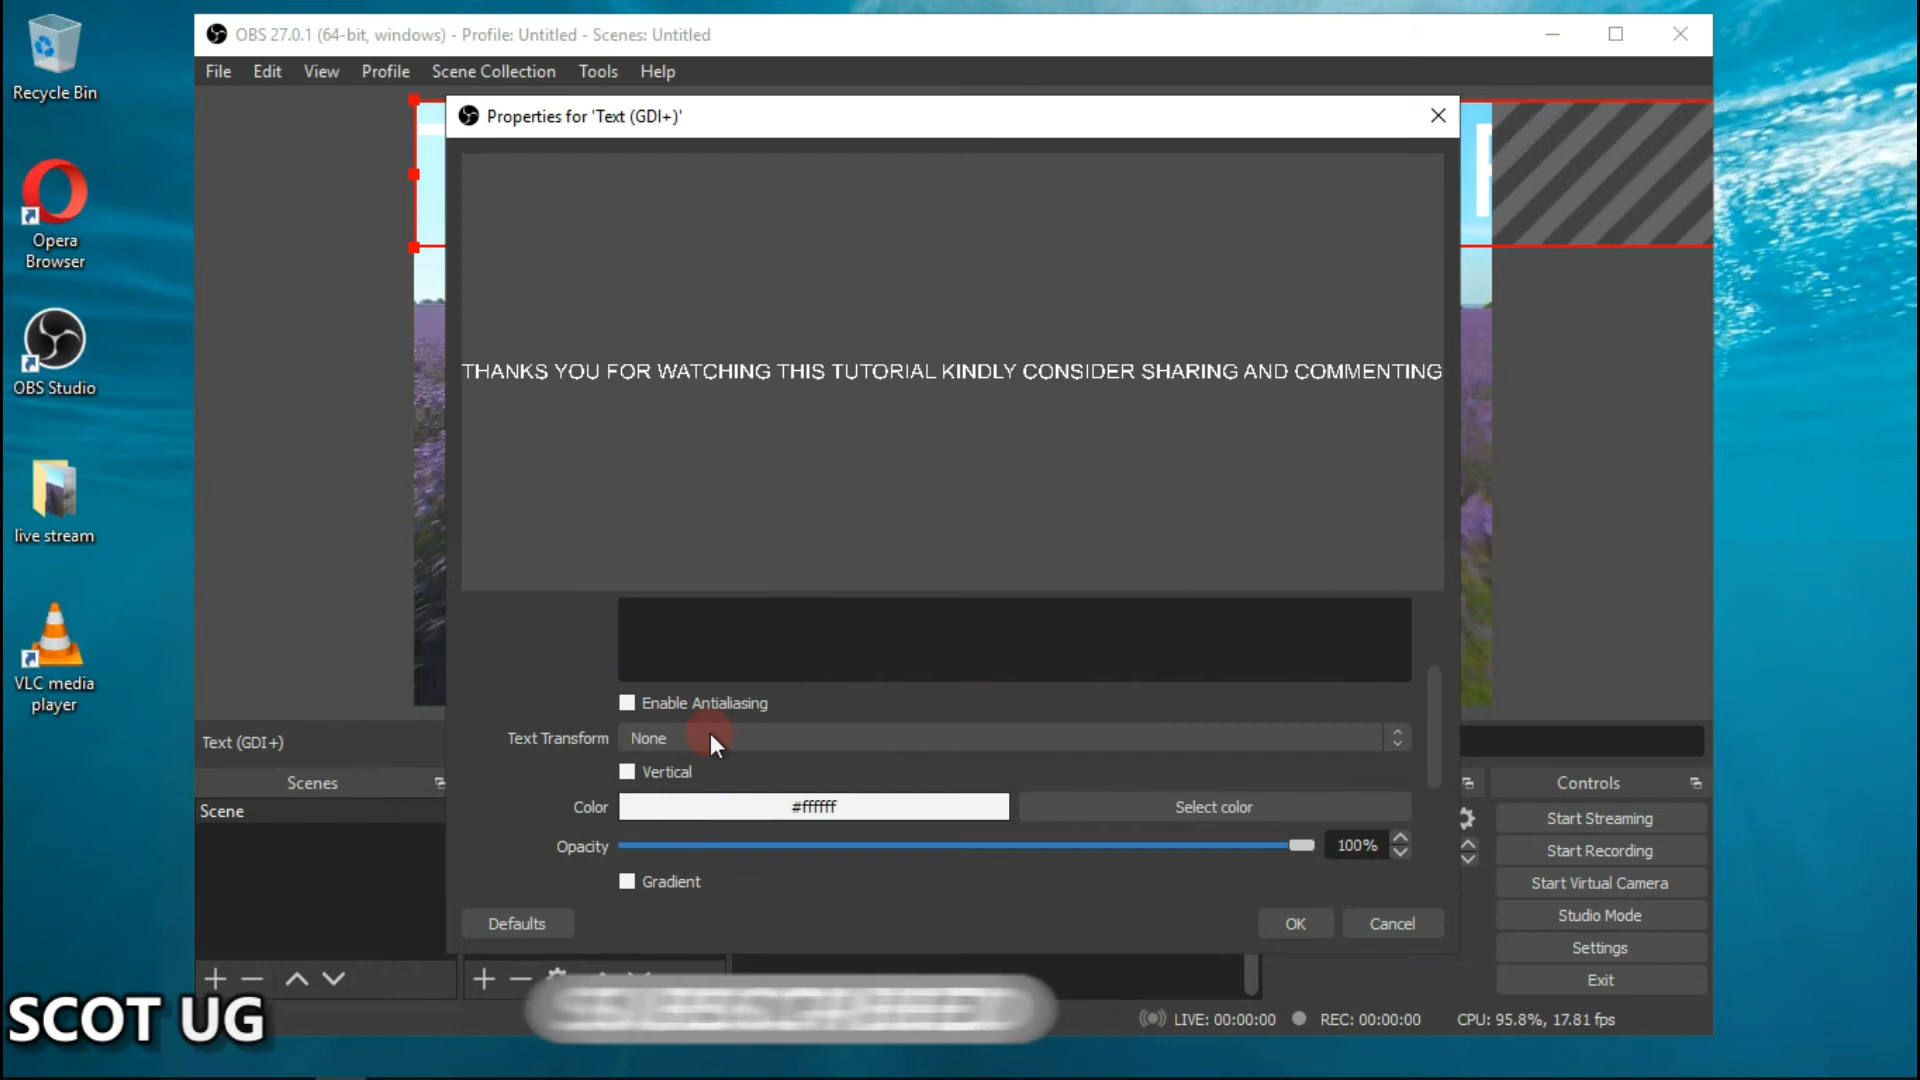 Recycle Bin
Opera
Browser
OBS Studio
live stream
VLC media
player
OBS 27.0.1 (64-bit, windows) - Profile: Untitled - Scenes: Untitled
File Edit View Profile Scene Collection Tools Help
Properties for 'Text (GDI+)'
THANKS YOU FOR WATCHING THIS TUTORIAL KINDLY CONSIDER SHARING AND COMMENTING
Enable Antialiasing
Text Transform None
Vertical
Color #ffffff Select color
Opacity 100%
Gradient
Defaults OK Cancel
Text (GDI+)
Scenes
Scene
Controls
Start Streaming
Start Recording
Start Virtual Camera
Studio Mode
Settings
Exit
LIVE: 00:00:00 REC: 00:00:00 CPU: 95.8%, 17.81 fps
SCOT UG